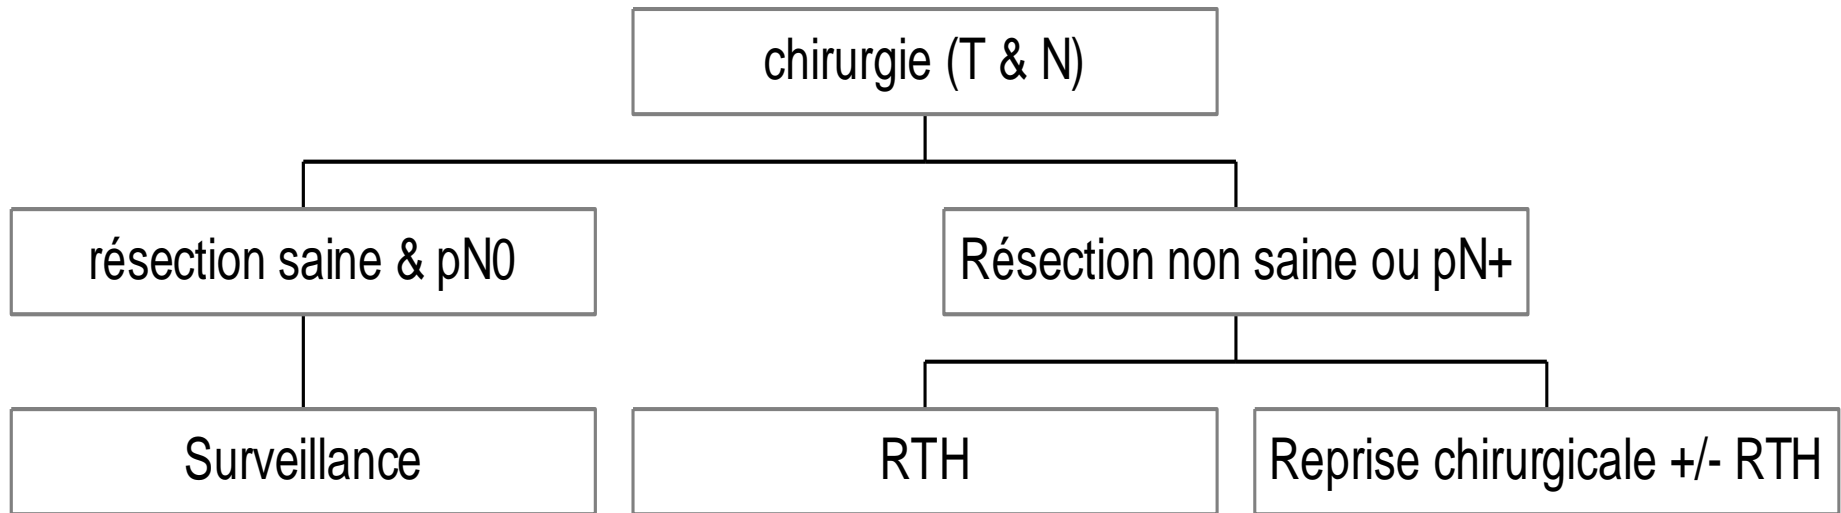 chirurgie (T & N)
résection saine & pN0
Résection non saine ou pN+
Surveillance
RTH
Reprise chirurgicale +/- RTH